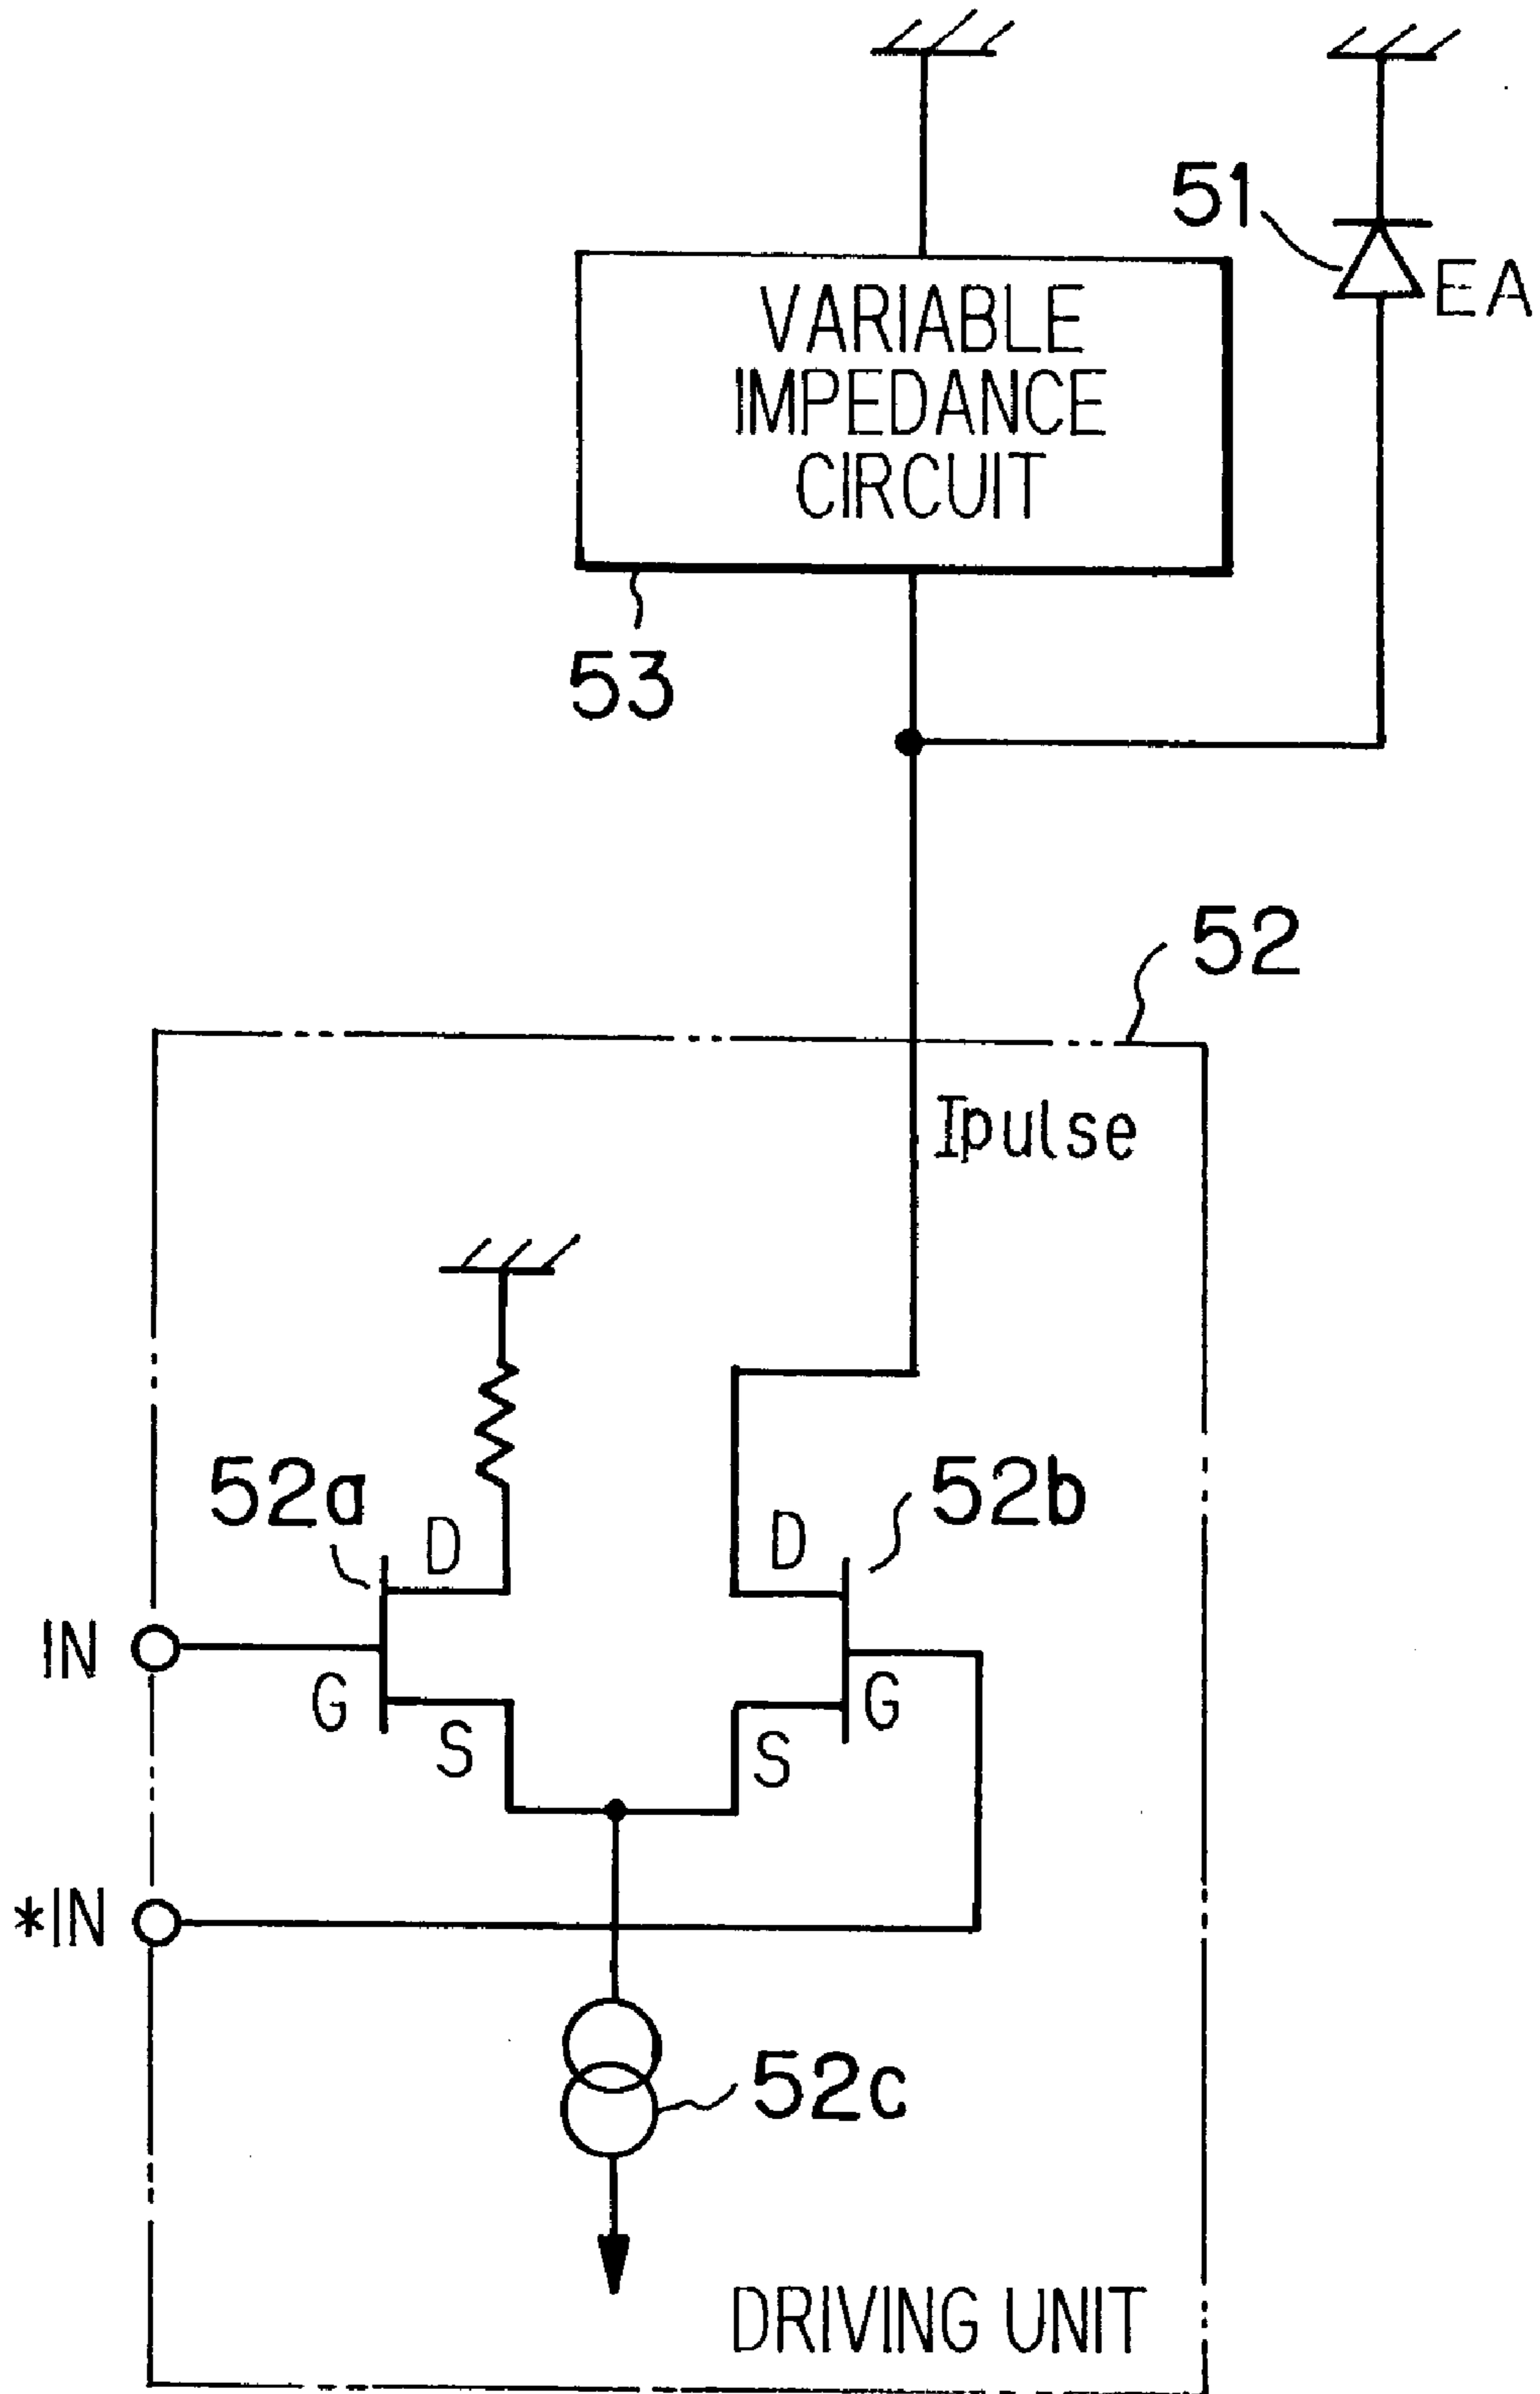 51
EA
VARIABLE
IMPEDANCE
CIRCUIT
53
52
Ipulse
52a
52b
D
D
IN
G
G
S
S
*IN
52c
DRIVING UNIT